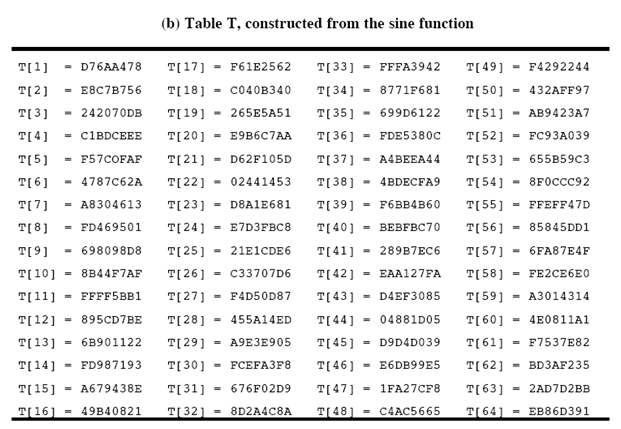 (b) Table T, constructed from the sine function
T[1] = D76AA478 T[17] = F61E2562 T[33] = FFFA3942 T[49] = F4292244
T[2] = E8C7B756 T[18] = C040B340 T[34] = 8771F681 T[50] = 432AFF97
T[3] = 242070DB T[19] = 265E5A51 T[35] = 699D6122 T[51] = AB9423A7
T[4] = C1BDCEEE T[20] = E9B6C7AA T[36] = FDE5380C T[52] = FC93A039
T[5] = F57COFAF T[21] = D62F105D T[37] = A4BEEA44 T[53] = 655B59C3
T[6] = 4787C62A T[22] = 02441453 T[38] = 4BDECFA9 T[54] = 8F0CCC92
T[7] = A8304613 T[23] = D8A1E681 T[39] = F6BB4B60 T[55] = FFEFF47D
T[8] = FD469501 T[24] = E7D3FBC8 T[40] = BEBFBC70 T[56] = 85845DD1
T[9] = 698098D8 T[25] = 21E1CDE6 T[41] = 289B7EC6 T[57] = 6FA87E4F
T[10] = 8B44F7AF T[26] = C33707D6 T[42] = EAA127FA T[58] = FE2CE6E0
T[11] = FFFF5BB1 T[27] = F4D50D87 T[43] = D4EF3085 T[59] = A3014314
T[12] = 895CD7BE T[28] = 455A14ED T[44] = 04881D05 T[60] = 4E0811A1
T[13] = 6B901122 T[29] = A9E3E905 T[45] = D9D4D039 T[61] = F7537E82
T[14] = FD987193 T[30] = FCEFA3F8 T[46] = E6DB99E5 T[62] = BD3AF235
T[15] = A679438E T[31] = 676F02D9 T[47] = 1FA27CF8 T[63] = 2AD7D2BB
T[16] = 49B40821 T[32] = 8D2A4C8A T[48] = C4AC5665 T[64] = EB86D391